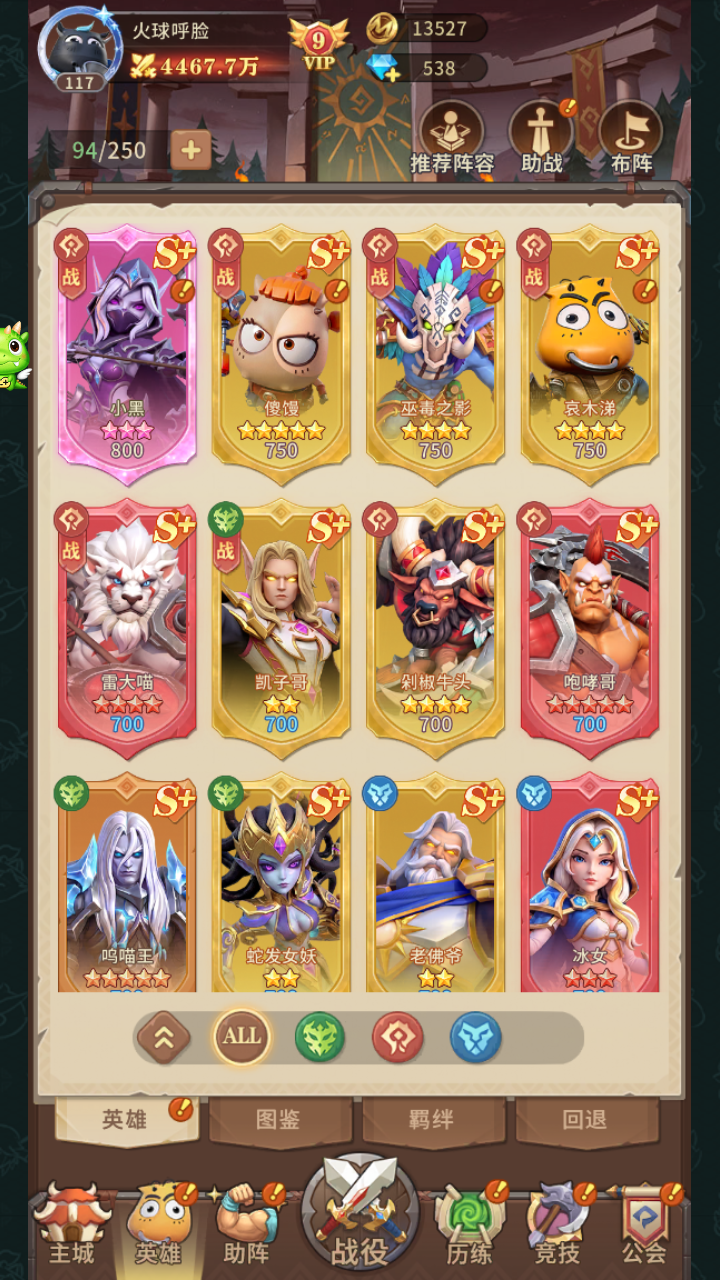 火球呼脸
117
4467.7万
9
VIP
13527
538
94/250
推荐阵容
助战
布阵
战 S+
战 S+
战 S+
战 S+
小黑
傻馒
巫毒之影
哀木涕
800
750
750
750
战 S+
战 S+
S+
S+
雷大喵
凯子哥
剁椒牛头
咆哮哥
700
700
700
700
S+
S+
S+
S+
呜喵王
蛇发女妖
老佛爷
冰女
ALL
英雄
图鉴
羁绊
回退
主城
英雄
助阵
战役
历练
竞技
公会